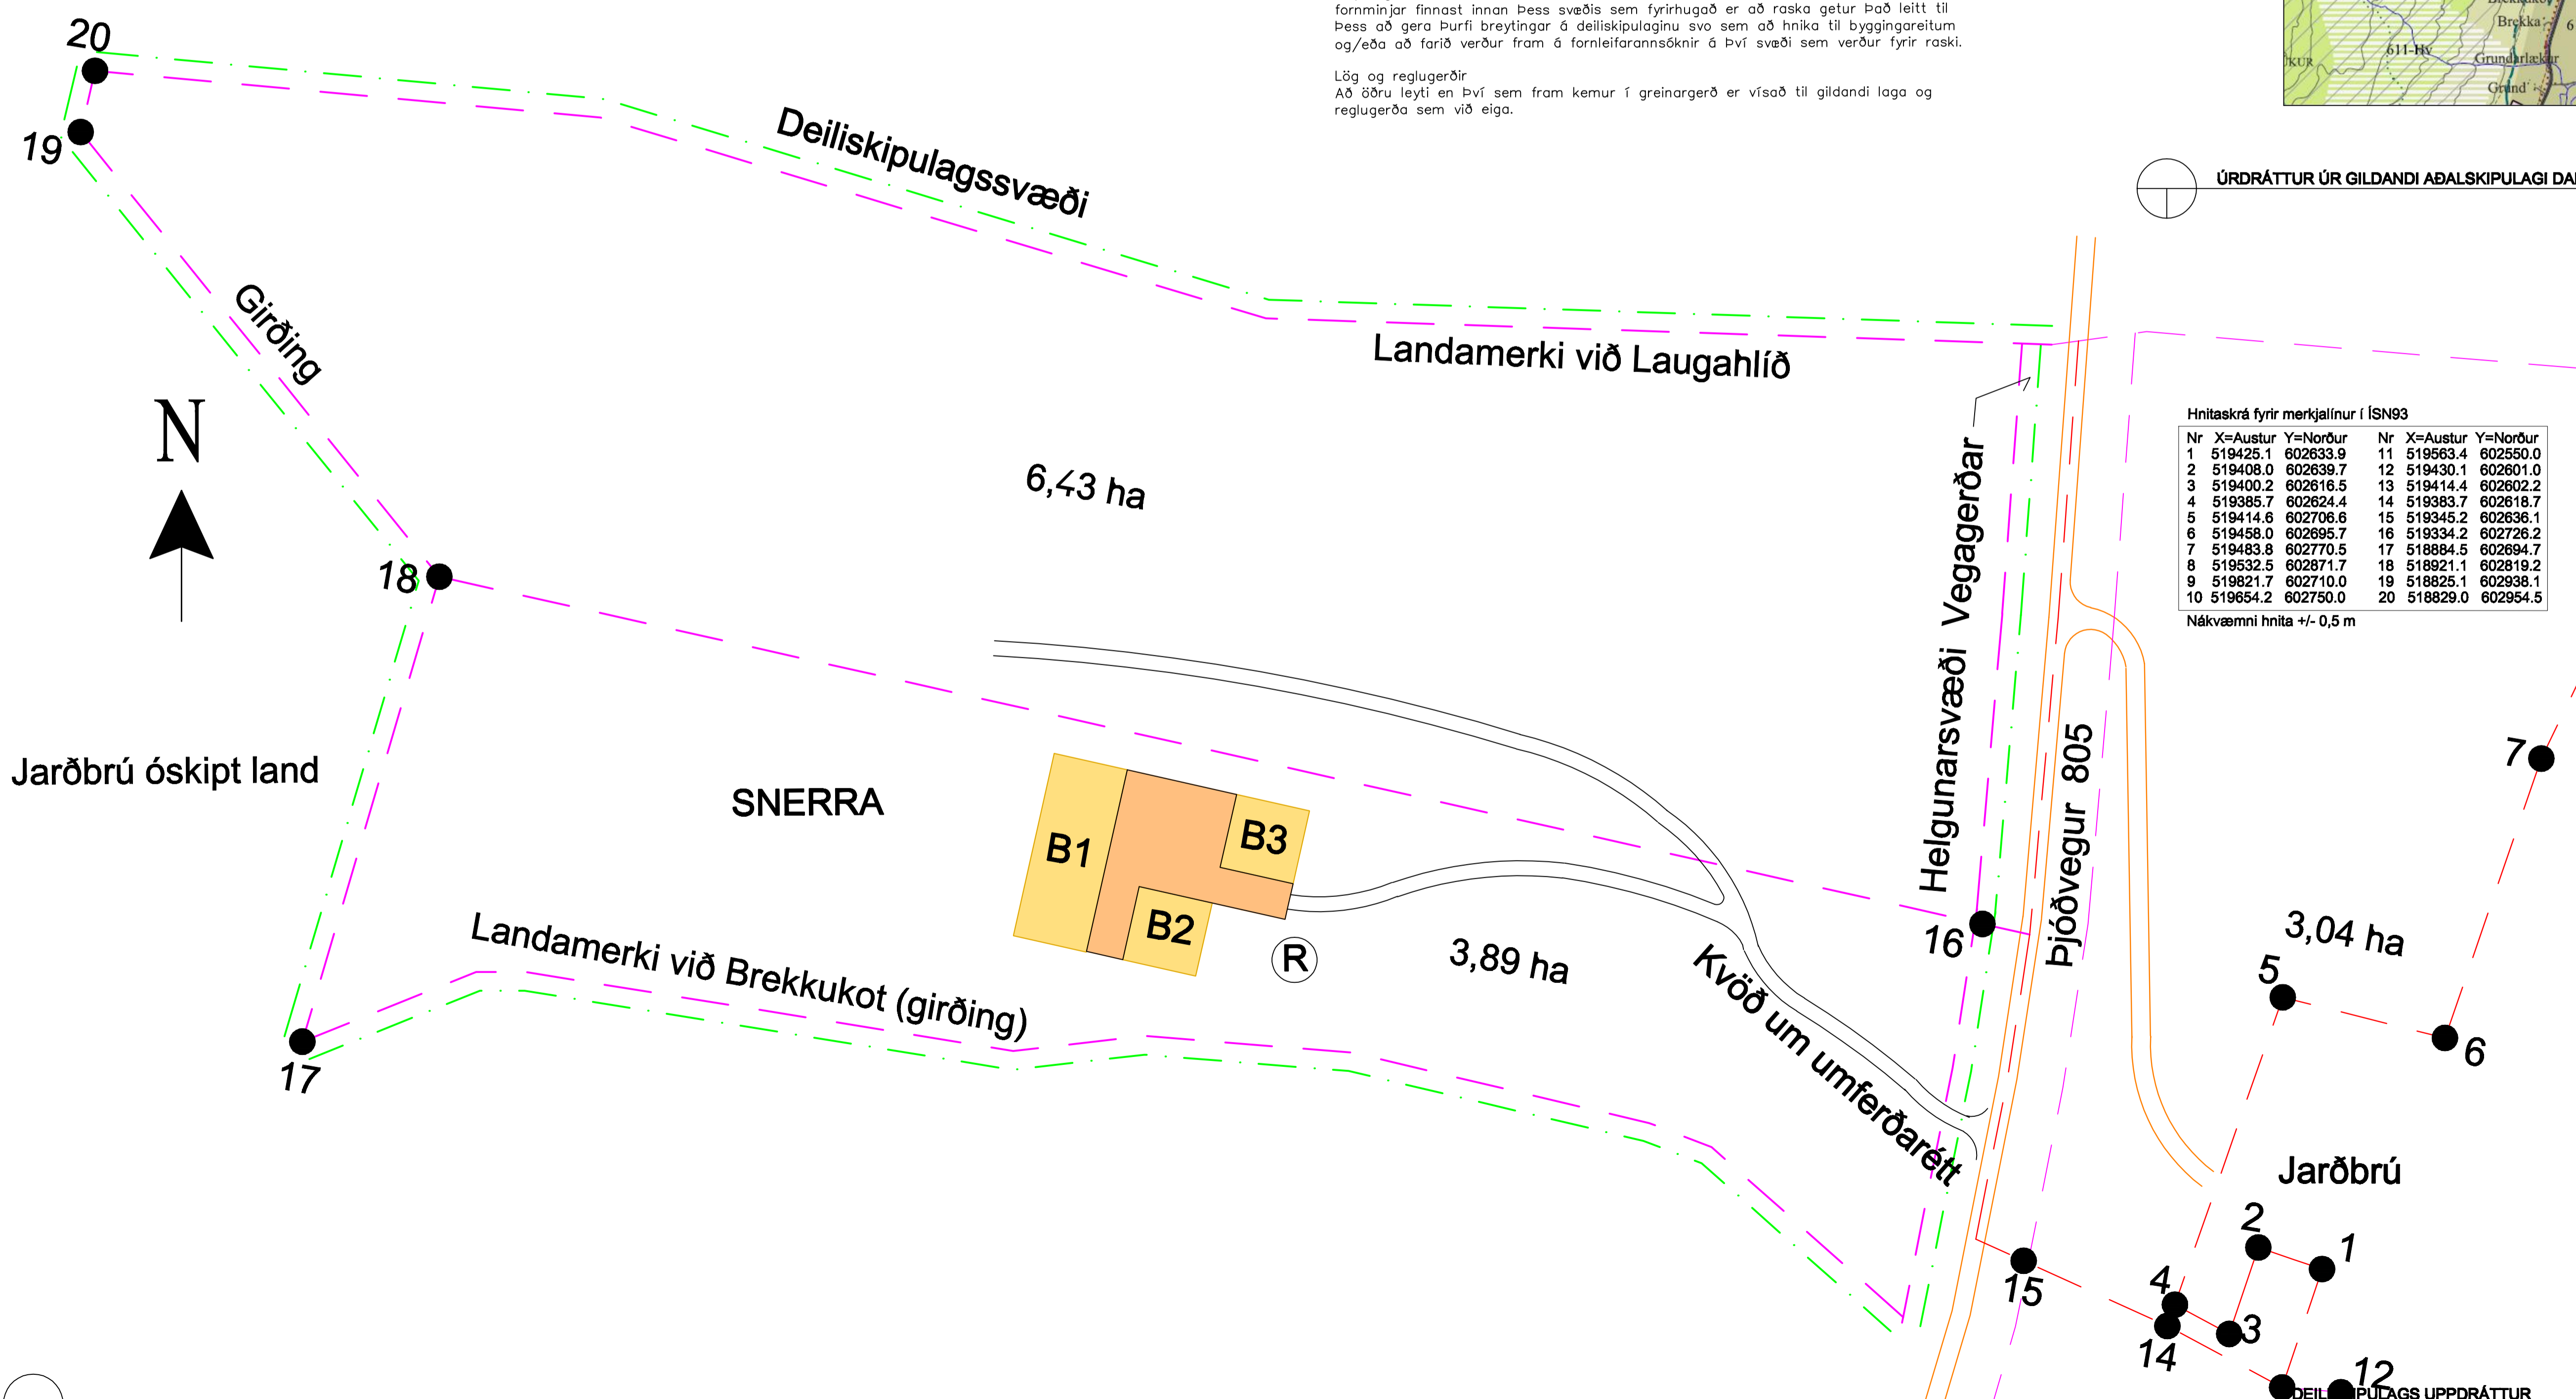 fornminjar finnast innan Þess svæðis sem fyrirhugað er að raska getur Það leitt til
Þess að gera Þurfi breytingar á deiliskipulaginu svo sem að hnika til byggingareitum
og/eða að farið verður fram á fornleifarannsóknir á Því svæði sem verður fyrir raski.
Lög og reglugerðir
Að öðru leyti en Því sem fram kemur í greinargerð er vísað til gildandi laga og
reglugerða sem við eiga.
Brekka
611-Hv
Grundarlækur
Grund
ÚRDRÁTTUR ÚR GILDANDI AÐALSKIPULAGI
20
19
Deiliskipulagssvæði
Girðing
Landamerki við Laugahlíð
N
6,43 ha
Helgunarsvæði Vegagerðar
Hnitaskrá fyrir merkjalínur í ÍSN93
Nr X=Austur Y=Norður Nr X=Austur Y=Norður
1 519425.1 602633.9 11 519563.4 602550.0
2 519408.0 602639.7 12 519430.1 602601.0
3 519400.2 602616.5 13 519414.4 602602.2
4 519385.7 602624.4 14 519383.7 602618.7
5 519414.6 602706.6 15 519345.2 602636.1
6 519458.0 602695.7 16 519334.2 602726.2
7 519483.8 602770.5 17 518884.5 602694.7
8 519532.5 602871.7 18 518921.1 602819.2
9 519821.7 602710.0 19 518825.1 602938.1
10 519654.2 602750.0 20 518829.0 602954.5
Nákvæmni hnita +/- 0,5 m
18
Jarðbrú óskipt land
SNERRA
B1
B3
B2
R
Þjóðvegur 805
7
16
3,04 ha
5
6
Landamerki við Brekkukot (girðing)
3,89 ha
Kvöð um umferðarétt
17
Jarðbrú
2
1
15
4
3
14
12
UPPDRÁTTUR